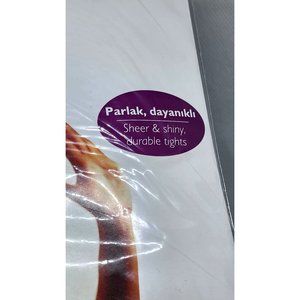 Parlak, dayanıklı
Sheer & shiny,
durable tights